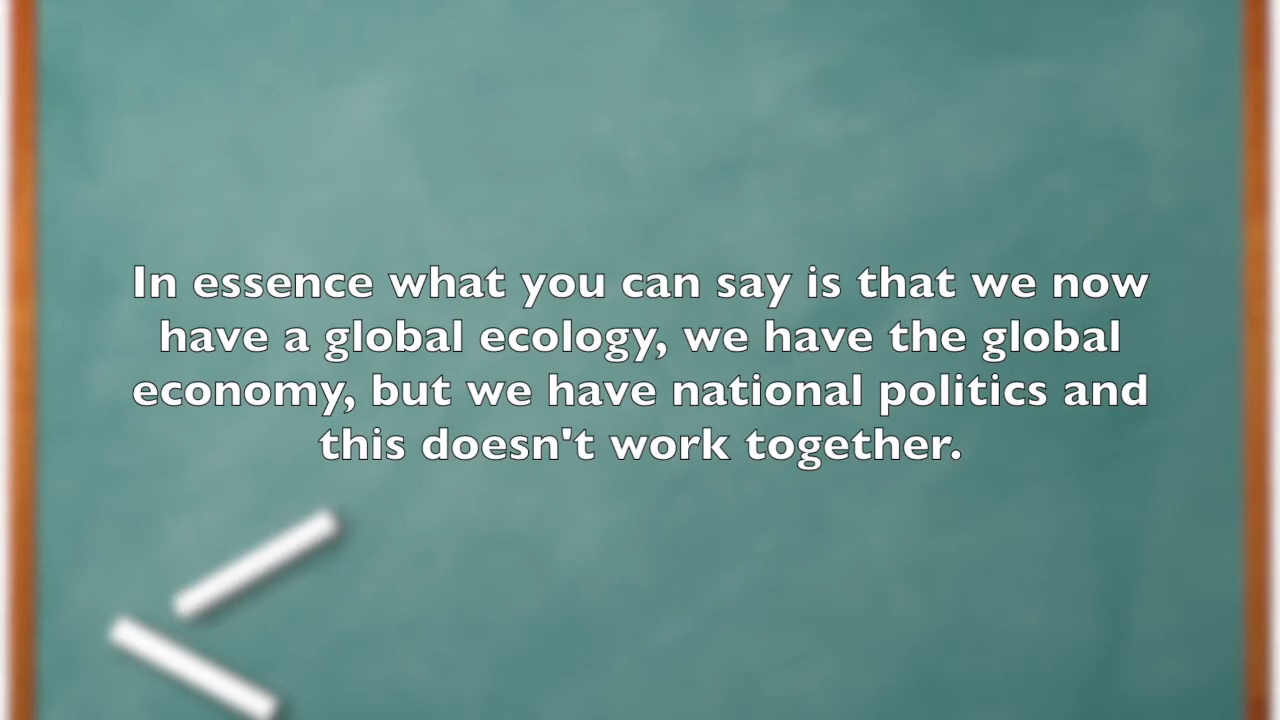 In essence what you can say is that we now
have a global ecology, we have the global
economy, but we have national politics and
this doesn't work together.